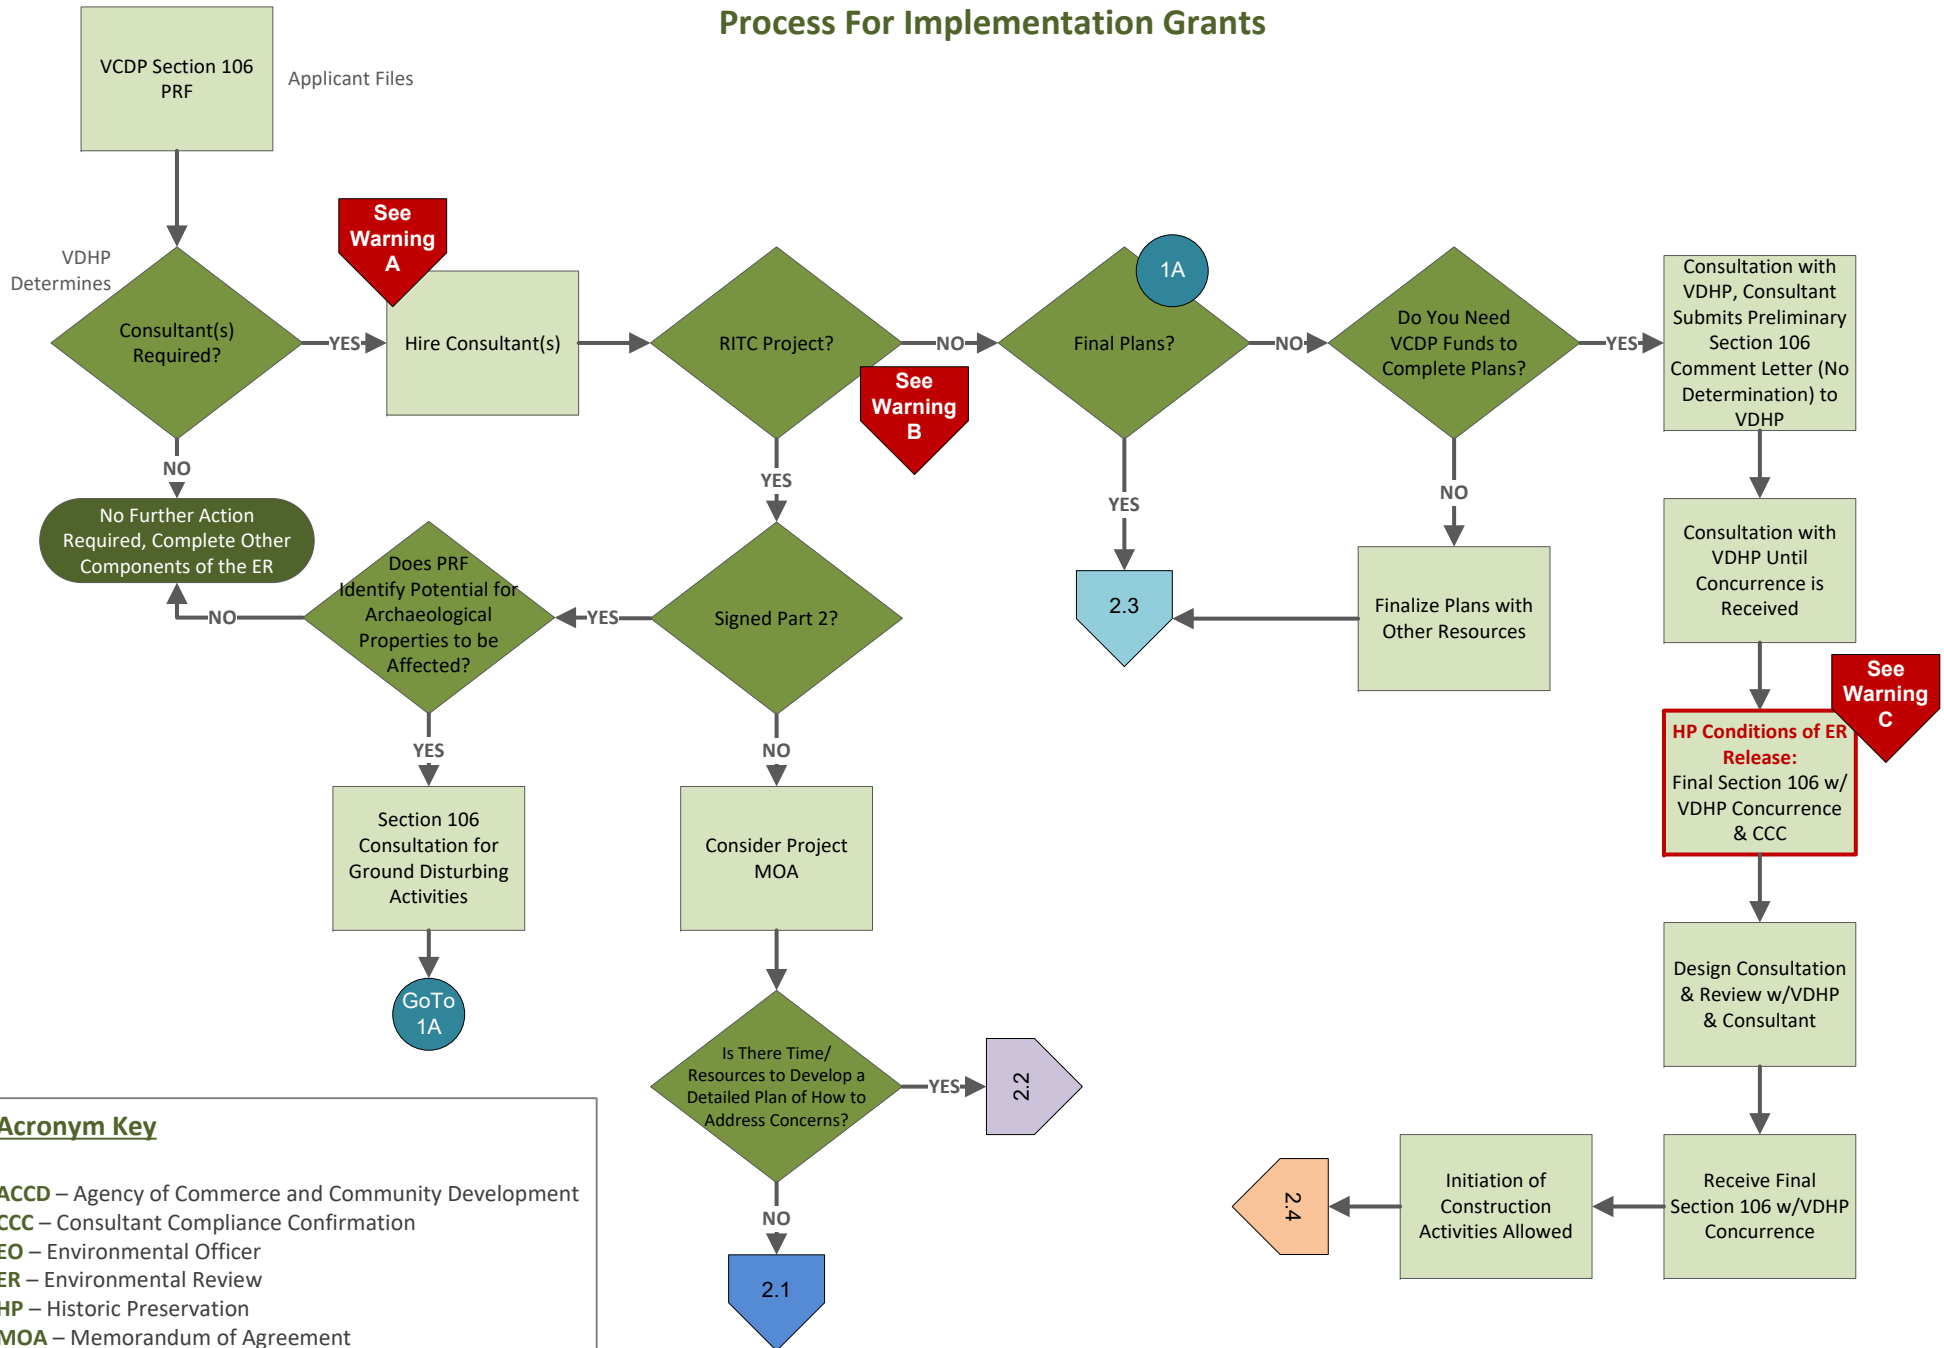 Process For Implementation Grants
VCDP Section 106
PRF
Applicant Files
VDHP
Determines
Consultant(s)
Required?
YES
NO
See
Warning
A
Hire Consultant(s)
RITC Project?
NO
YES
See
Warning
B
1A
Final Plans?
NO
YES
Do You Need
VCDP Funds to
Complete Plans?
YES
NO
Consultation with
VDHP, Consultant
Submits Preliminary
Section 106
Comment Letter (No
Determination) to
VDHP
No Further Action
Required, Complete Other
Components of the ER
NO
Does PRF
Identify Potential for
Archaeological
Properties to be
Affected?
YES
YES
Signed Part 2?
NO
2.3
Finalize Plans with
Other Resources
Consultation with
VDHP Until
Concurrence is
Received
See
Warning
C
HP Conditions of ER
Release:
Final Section 106 w/
VDHP Concurrence
& CCC
Section 106
Consultation for
Ground Disturbing
Activities
Consider Project
MOA
Design Consultation
& Review w/VDHP
& Consultant
GoTo
1A
Is There Time/
Resources to Develop a
Detailed Plan of How to
Address Concerns?
YES
2.2
NO
2.1
2.4
Initiation of
Construction
Activities Allowed
Receive Final
Section 106 w/VDHP
Concurrence
Acronym Key
ACCD – Agency of Commerce and Community Development
CCC – Consultant Compliance Confirmation
EO – Environmental Officer
ER – Environmental Review
HP – Historic Preservation
MOA – Memorandum of Agreement